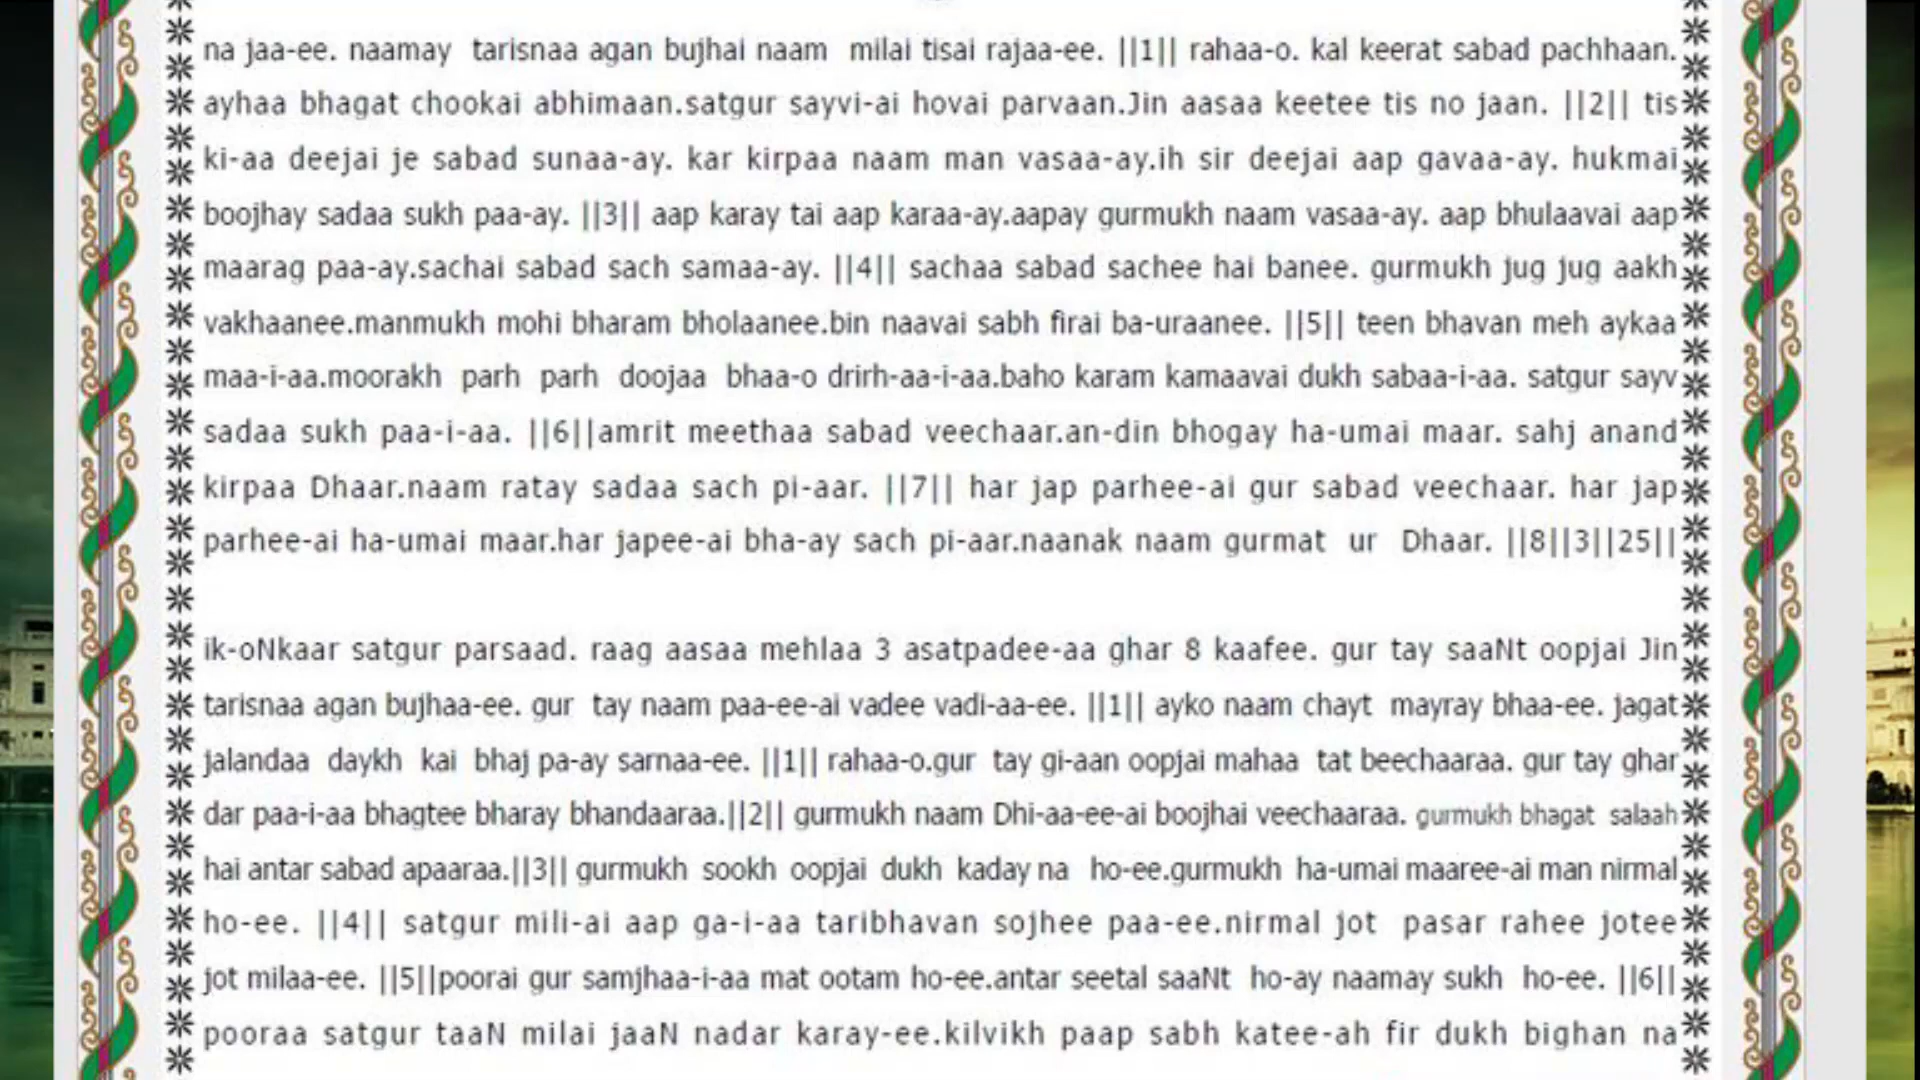 na jaa-ee. naamay tarisnaa agan bujhai naam milai tisai rajaa-ee. ||1|| rahaa-o. kal keerat sabad pachhaan.
ayhaa bhagat chookai abhimaan.satgur sayvi-ai hovai parvaan.Jin aasaa keetee tis no jaan. ||2|| tis
ki-aa deejai je sabad sunaa-ay. kar kirpaa naam man vasaa-ay.ih sir deejai aap gavaa-ay. hukmai
boojhay sadaa sukh paa-ay. ||3|| aap karay tai aap karaa-ay.aapay gurmukh naam vasaa-ay. aap bhulaavai aap
maarag paa-ay.sachai sabad sach samaa-ay. ||4|| sachaa sabad sachee hai banee. gurmukh jug jug aakh
vakhaanee.manmukh mohi bharam bholaanee.bin naavai sabh firai ba-uraanee. ||5|| teen bhavan meh aykaa
maa-i-aa.moorakh parh parh doojaa bhaa-o drirh-aa-i-aa.baho karam kamaavai dukh sabaa-i-aa. satgur sayv
sadaa sukh paa-i-aa. ||6||amrit meethaa sabad veechaar.an-din bhogay ha-umai maar. sahj anand
kirpaa Dhaar.naam ratay sadaa sach pi-aar. ||7|| har jap parhee-ai gur sabad veechaar. har jap
parhee-ai ha-umai maar.har japee-ai bha-ay sach pi-aar.naanak naam gurmat ur Dhaar. ||8||3||25||
ik-oNkaar satgur parsaad. raag aasaa mehlaa 3 asatpadee-aa ghar 8 kaafee. gur tay saaNt oopjai Jin
tarisnaa agan bujhaa-ee. gur tay naam paa-ee-ai vadee vadi-aa-ee. ||1|| ayko naam chayt mayray bhaa-ee. jagat
jalandaa daykh kai bhaj pa-ay sarnaa-ee. ||1|| rahaa-o.gur tay gi-aan oopjai mahaa tat beechaaraa. gur tay ghar
dar paa-i-aa bhagtee bharay bhandaaraa.||2|| gurmukh naam Dhi-aa-ee-ai boojhai veechaaraa. gurmukh bhagat salaah
hai antar sabad apaaraa.||3|| gurmukh sookh oopjai dukh kaday na ho-ee.gurmukh ha-umai maaree-ai man nirmal
ho-ee. ||4|| satgur mili-ai aap ga-i-aa taribhavan sojhee paa-ee.nirmal jot pasar rahee jotee
jot milaa-ee. ||5||poorai gur samjhaa-i-aa mat ootam ho-ee.antar seetal saaNt ho-ay naamay sukh ho-ee. ||6||
pooraa satgur taaN milai jaaN nadar karay-ee.kilvikh paap sabh katee-ah fir dukh bighan na